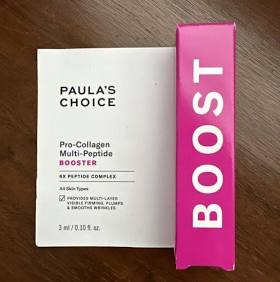 PAULA'S
CHOICE
Pro-Collagen
Multi-Peptide
BOOSTER
6X PEPTIDE COMPLEX
All Skin Types
PROVIDES MULTI-LAYER
VISIBLE FIRMING, PLUMPS
& SMOOTHS WRINKLES
3 ml / 0.10 fl. oz.
BOOST